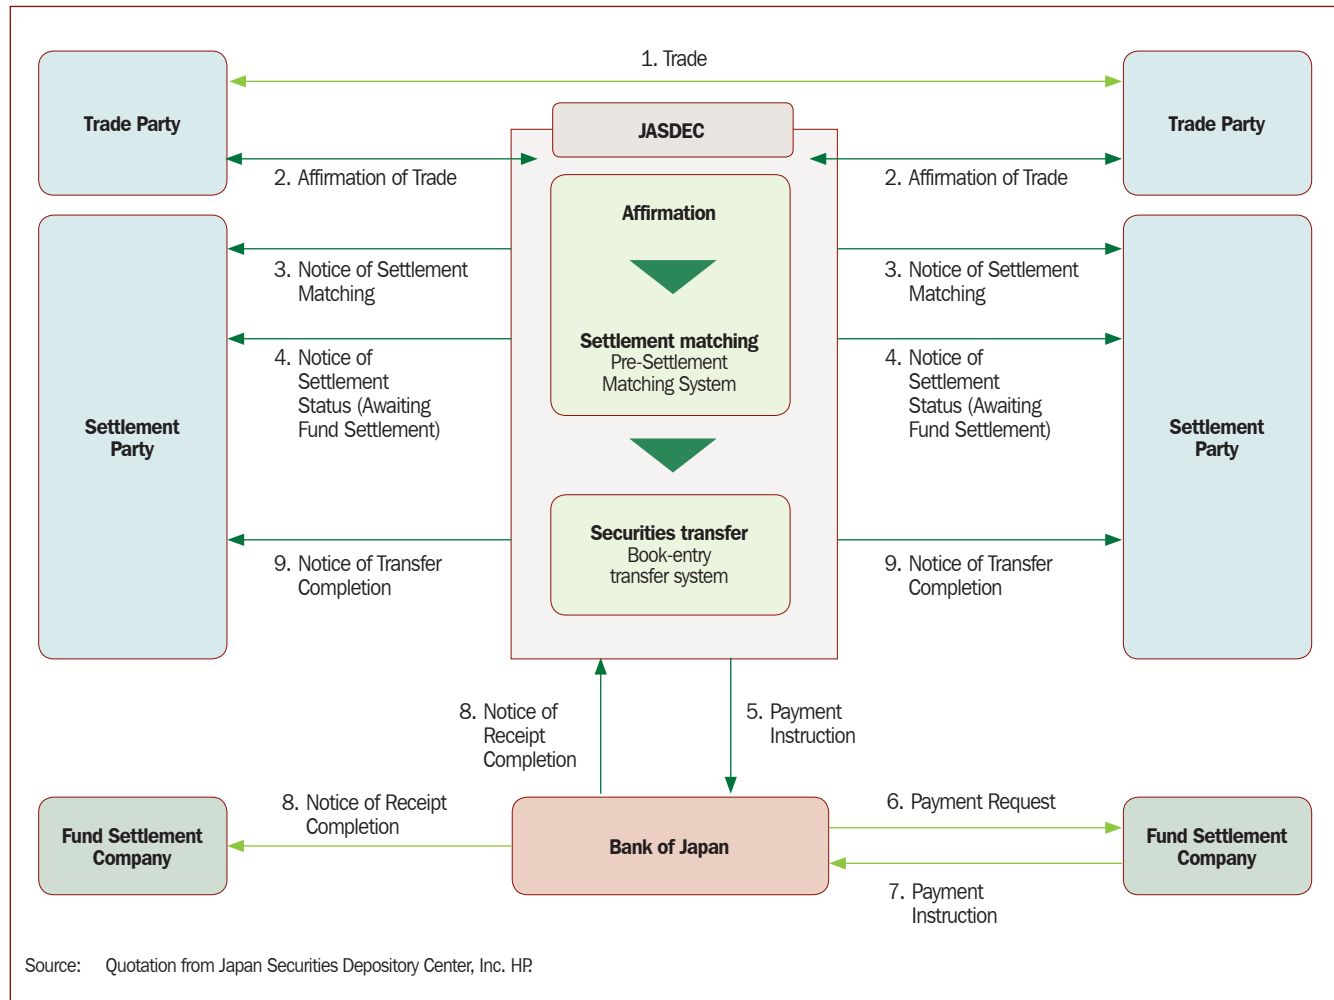 1. Trade
Trade Party
JASDEC
Trade Party
2. Affirmation of Trade
2. Affirmation of Trade
Affirmation
3. Notice of Settlement
Matching
3. Notice of Settlement
Matching
Settlement matching
Pre-Settlement
Matching System
4. Notice of
Settlement
Status (Awaiting
Fund Settlement)
4. Notice of
Settlement
Status (Awaiting
Fund Settlement)
Settlement
Party
Settlement
Party
Securities transfer
Book-entry
transfer system
9. Notice of Transfer
Completion
9. Notice of Transfer
Completion
8. Notice of
Receipt
Completion
5. Payment
Instruction
8. Notice of Receipt
Completion
6. Payment Request
Fund Settlement
Company
Bank of Japan
Fund Settlement
Company
7. Payment
Instruction
Source: Quotation from Japan Securities Depository Center, Inc. HP.